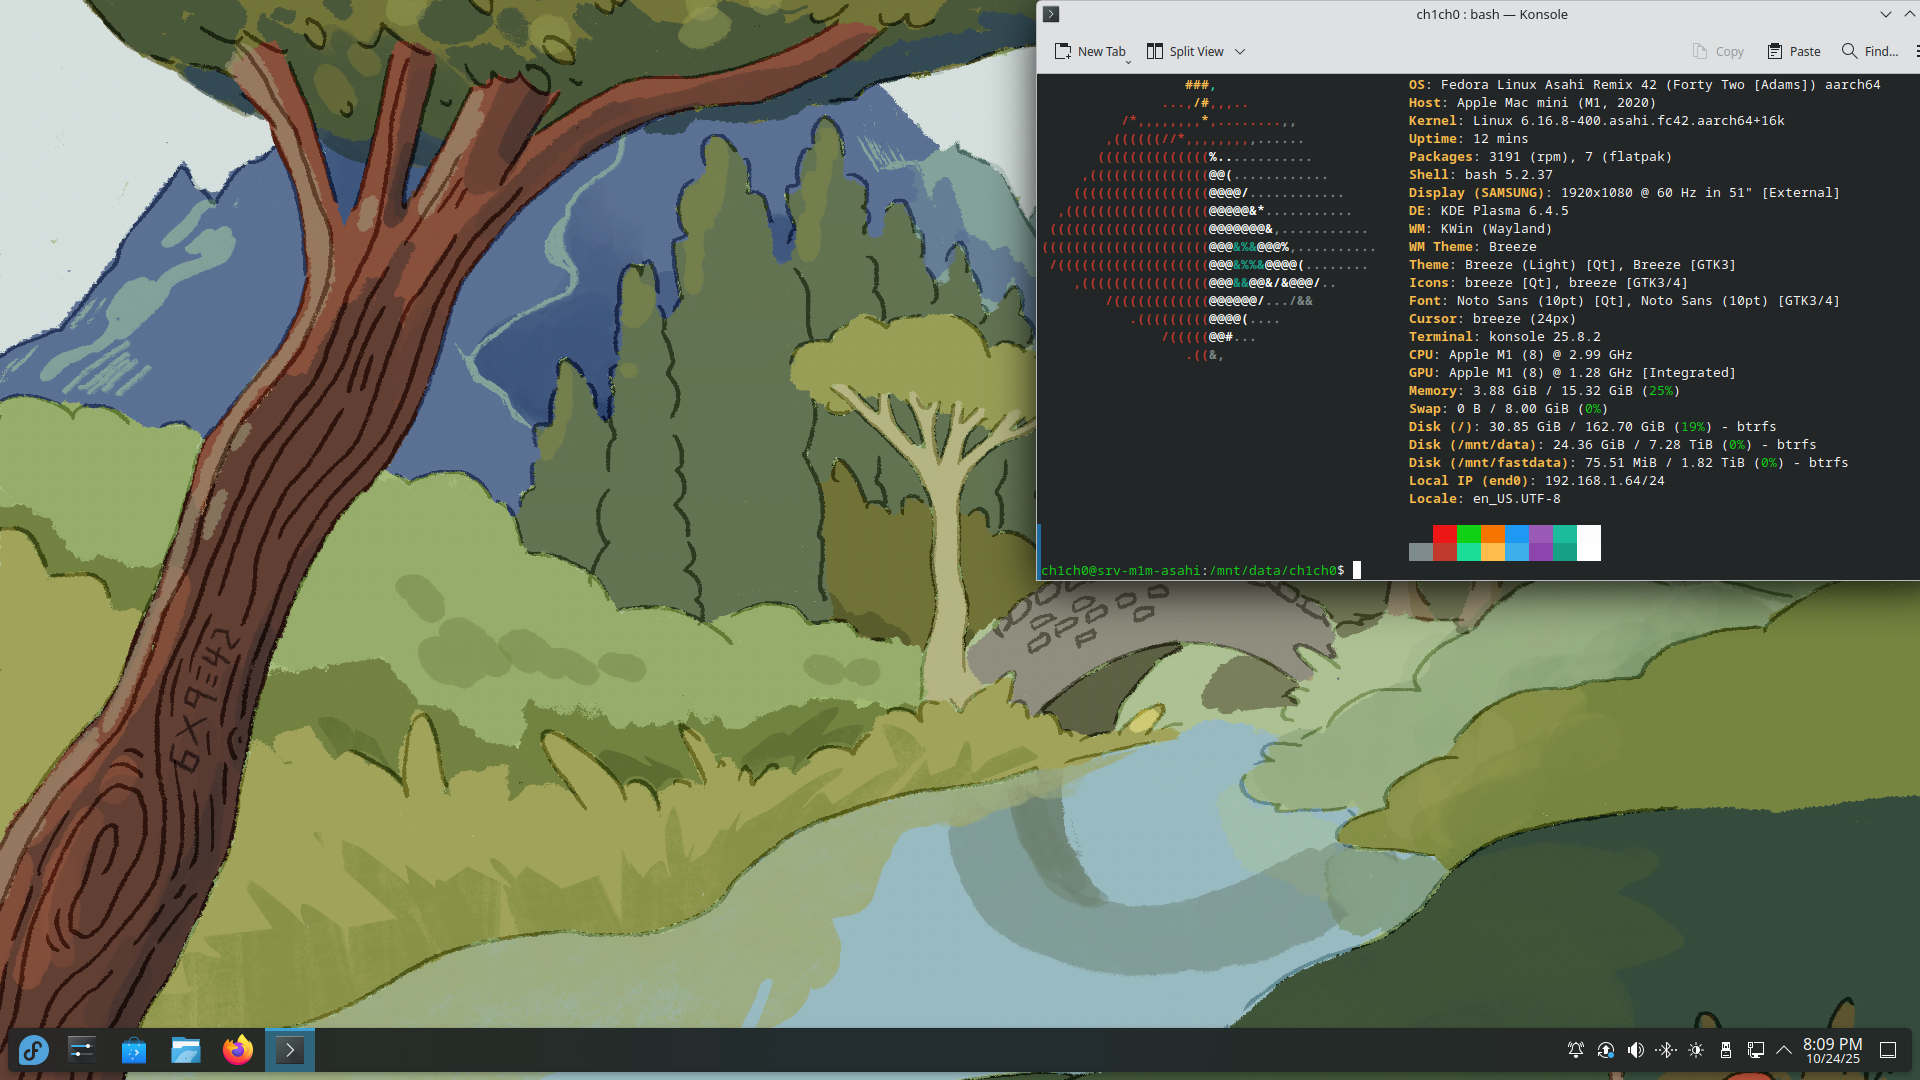 ch1ch0 : bash — Konsole
New Tab
Split View
Copy
Paste
Find...
OS: Fedora Linux Asahi Remix 42 (Forty Two [Adams]) aarch64
Host: Apple Mac mini (M1, 2020)
Kernel: Linux 6.16.8-400.asahi.fc42.aarch64+16k
Uptime: 12 mins
Packages: 3191 (rpm), 7 (flatpak)
Shell: bash 5.2.37
Display (SAMSUNG): 1920x1080 @ 60 Hz in 51" [External]
DE: KDE Plasma 6.4.5
WM: KWin (Wayland)
WM Theme: Breeze
Theme: Breeze (Light) [Qt], Breeze [GTK3]
Icons: breeze [Qt], breeze [GTK3/4]
Font: Noto Sans (10pt) [Qt], Noto Sans (10pt) [GTK3/4]
Cursor: breeze (24px)
Terminal: konsole 25.8.2
CPU: Apple M1 (8) @ 2.99 GHz
GPU: Apple M1 (8) @ 1.28 GHz [Integrated]
Memory: 3.88 GiB / 15.32 GiB (25%)
Swap: 0 B / 8.00 GiB (0%)
Disk (/): 30.85 GiB / 162.70 GiB (19%) - btrfs
Disk (/mnt/data): 24.36 GiB / 7.28 TiB (0%) - btrfs
Disk (/mnt/fastdata): 75.51 MiB / 1.82 TiB (0%) - btrfs
Local IP (end0): 192.168.1.64/24
Locale: en_US.UTF-8
ch1ch0@srv-m1m-asahi:/mnt/data/ch1ch0$
6×9=42
8:09 PM
10/24/25